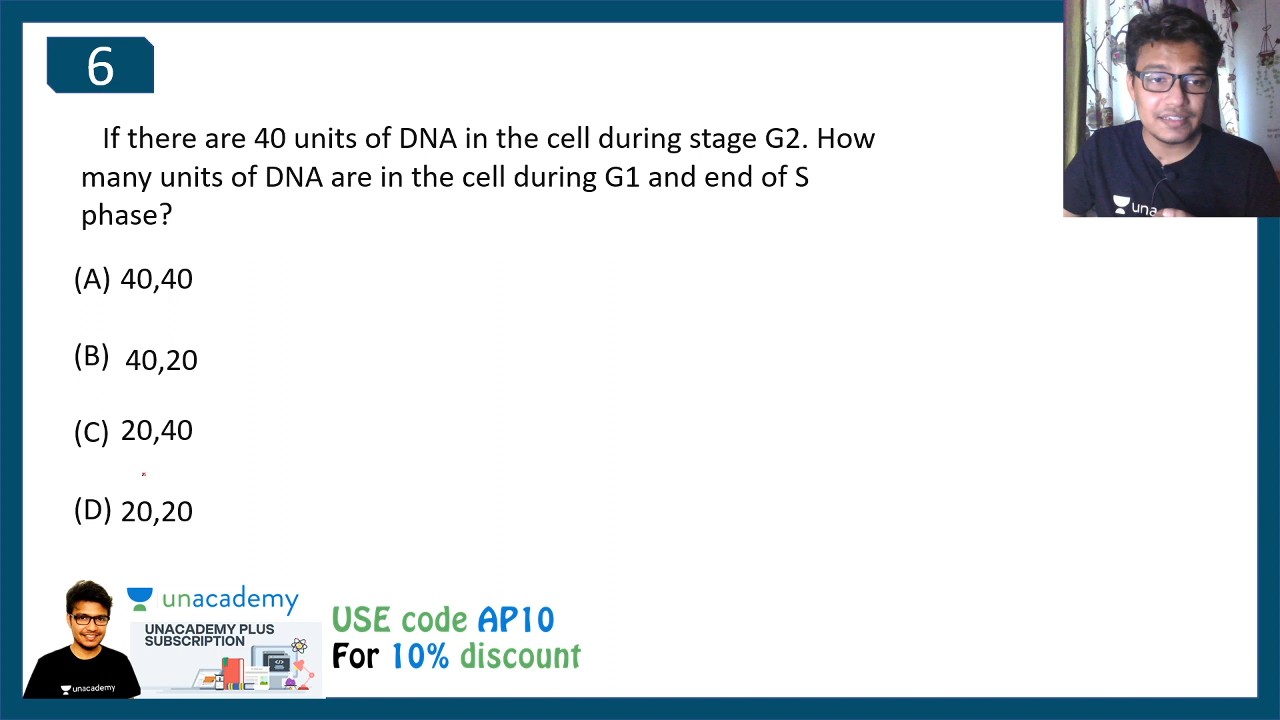 6
If there are 40 units of DNA in the cell during stage G2. How
many units of DNA are in the cell during G1 and end of S
phase?
(A) 40,40
(B) 40,20
(C) 20,40
(D) 20,20
una
unacademy
UNACADEMY PLUS
SUBSCRIPTION
unacademy
USE code AP10
For 10% discount